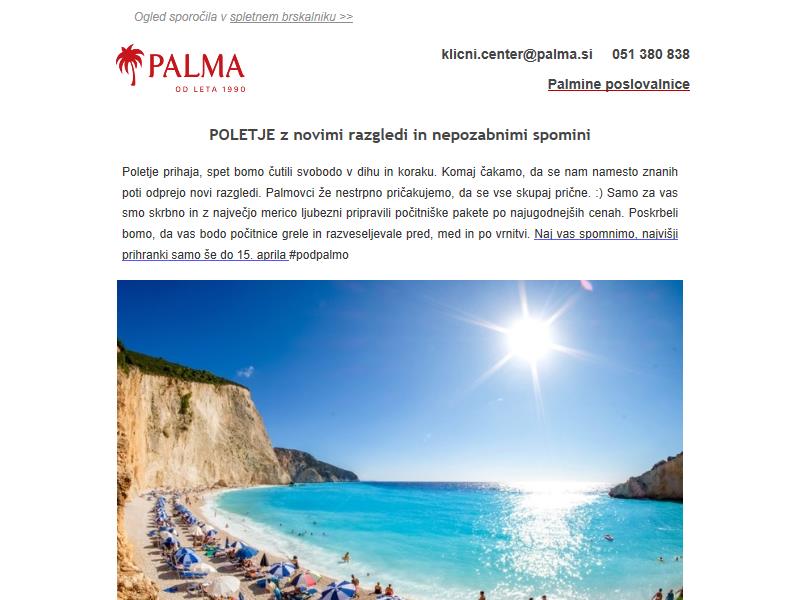 Ogled sporočila v spletnem brskalniku >>
PALMA
OD LETA 1990
klicni.center@palma.si 051 380 838
Palmine poslovalnice
POLETJE z novimi razgledi in nepozabnimi spomini
Poletje prihaja, spet bomo čutili svobodo v dihu in koraku. Komaj čakamo, da se nam namesto znanih
poti odprejo novi razgledi. Palmovci že nestrpno pričakujemo, da se vse skupaj prične. :) Samo za vas
smo skrbno in z največjo merico ljubezni pripravili počitniške pakete po najugodnejših cenah. Poskrbeli
bomo, da vas bodo počitnice grele in razveseljevale pred, med in po vrnitvi. Naj vas spomnimo, najvišji
prihranki samo še do 15. aprila #podpalmo